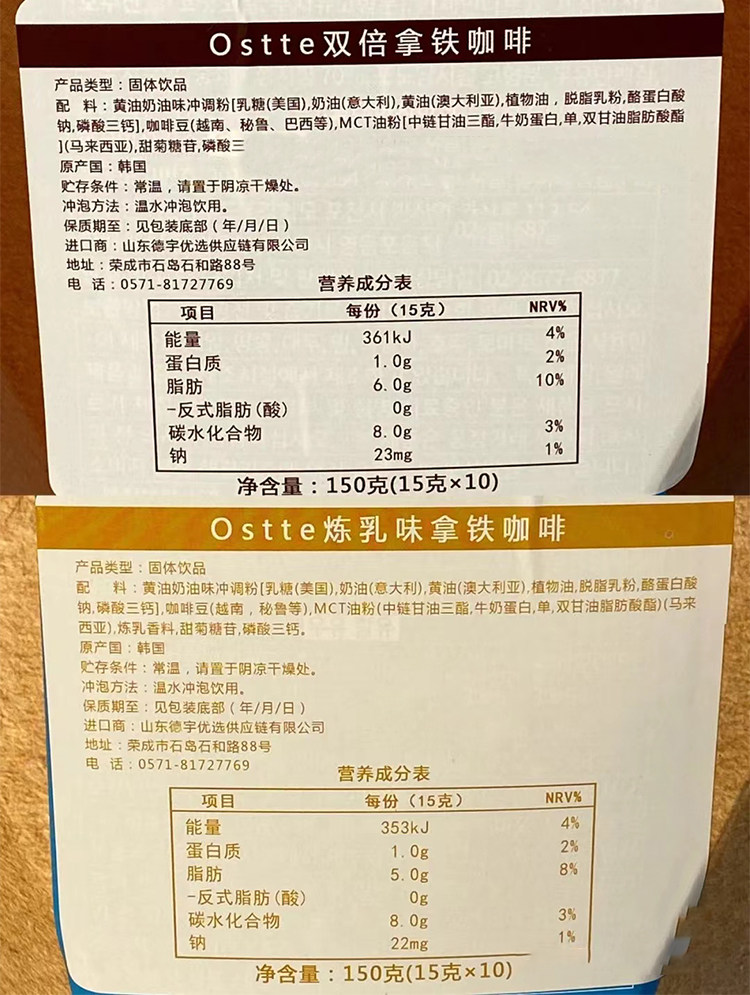 Ostte双倍拿铁咖啡
产品类型：固体饮品
配 料：黄油奶油味冲调粉[乳糖(美国),奶油(意大利),黄油(澳大利亚),植物油，脱脂乳粉,酪蛋白酸
钠,磷酸三钙],咖啡豆(越南、秘鲁、巴西等),MCT油粉[中链甘油三酯,牛奶蛋白,单,双甘油脂肪酸酯
](马来西亚),甜菊糖苷,磷酸三
原产国：韩国
贮存条件：常温，请置于阴凉干燥处。
冲泡方法：温水冲泡饮用。
保质期至：见包装底部（年/月/日）
进口商：山东德宇优选供应链有限公司
地址：荣成市石岛石和路88号
电 话：0571-81727769
营养成分表
项目 每份（15克） NRV%
能量 361kJ 4%
蛋白质 1.0g 2%
脂肪 6.0g 10%
-反式脂肪(酸) 0g
碳水化合物 8.0g 3%
钠 23mg 1%
净含量：150克(15克×10)
Ostte炼乳味拿铁咖啡
产品类型：固体饮品
配 料：黄油奶油味冲调粉[乳糖(美国),奶油(意大利),黄油(澳大利亚),植物油,脱脂乳粉,酪蛋白酸
钠,磷酸三钙],咖啡豆(越南，秘鲁等),MCT油粉(中链甘油三酯,牛奶蛋白,单,双甘油脂肪酸酯)(马来
西亚),炼乳香料,甜菊糖苷,磷酸三钙。
原产国：韩国
贮存条件：常温，请置于阴凉干燥处。
冲泡方法：温水冲泡饮用。
保质期至：见包装底部（年/月/日）
进口商：山东德宇优选供应链有限公司
地址：荣成市石岛石和路88号
电 话：0571-81727769
营养成分表
项目 每份（15克） NRV%
能量 353kJ 4%
蛋白质 1.0g 2%
脂肪 5.0g 8%
-反式脂肪(酸) 0g
碳水化合物 8.0g 3%
钠 22mg 1%
净含量：150克(15克×10)